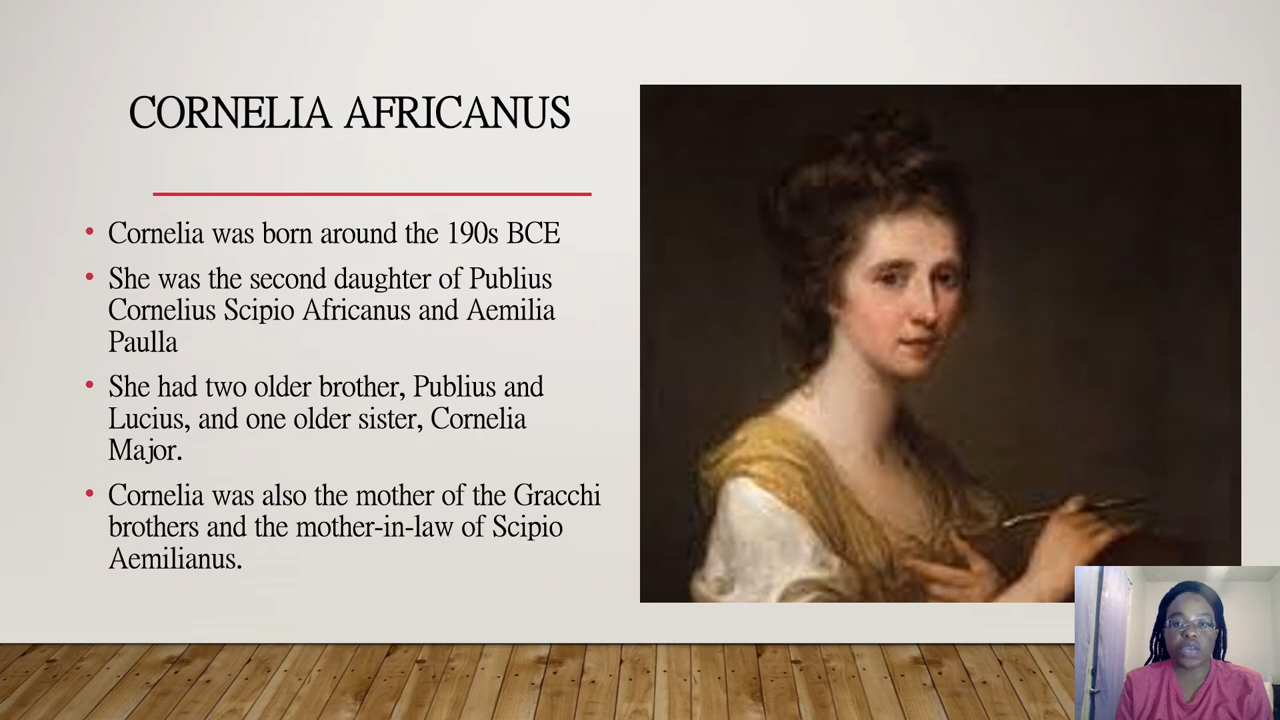 CORNELIA AFRICANUS
• Cornelia was born around the 190s BCE
• She was the second daughter of Publius
Cornelius Scipio Africanus and Aemilia
Paulla
• She had two older brother, Publius and
Lucius, and one older sister, Cornelia
Major.
• Cornelia was also the mother of the Gracchi
brothers and the mother-in-law of Scipio
Aemilianus.